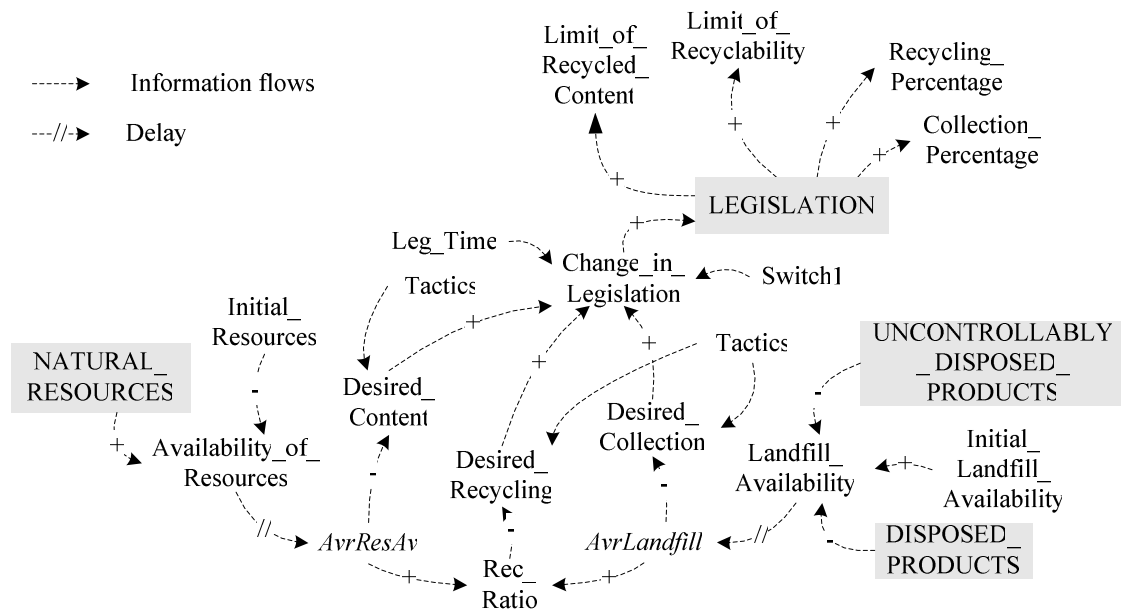 Limit_of_
Recycled_
Content
Limit_of_
Recyclability
Recycling_
Percentage
Collection_
Percentage
Information flows
Delay
//
+
+
+
+
LEGISLATION
+
Leg_Time
Change_in_
Legislation
Switch1
Tactics
Initial_
Resources
+
+
+
Tactics
NATURAL_
RESOURCES
UNCONTROLLABLY
_DISPOSED_
PRODUCTS
-
-
Desired_
Content
Desired_
Collection
+
Availability_of_
Resources
Desired_
Recycling
Landfill_
Availability
+
Initial_
Landfill_
Availability
-
-
-
-
//
//
AvrResAv
AvrLandfill
DISPOSED_
PRODUCTS
+
Rec_
Ratio
+